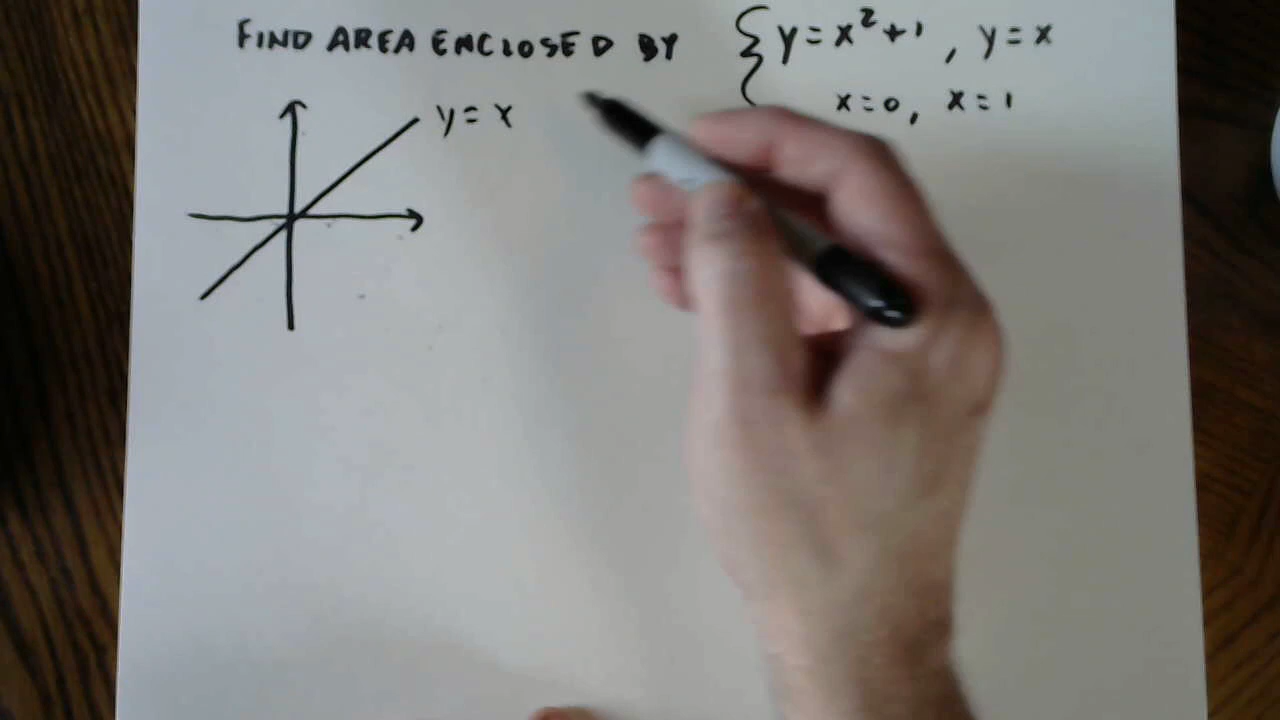 FIND AREA ENCLOSED BY { y = x² + 1 , y = x
x = 0 , x = 1
y = x